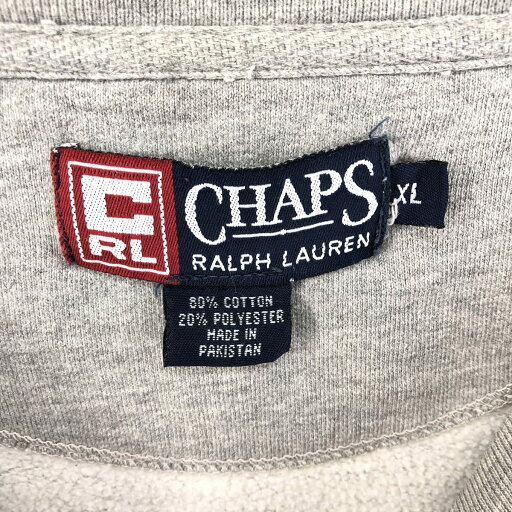 C
RL
CHAPS
RALPH LAUREN
XL
80% COTTON
20% POLYESTER
MADE IN
PAKISTAN